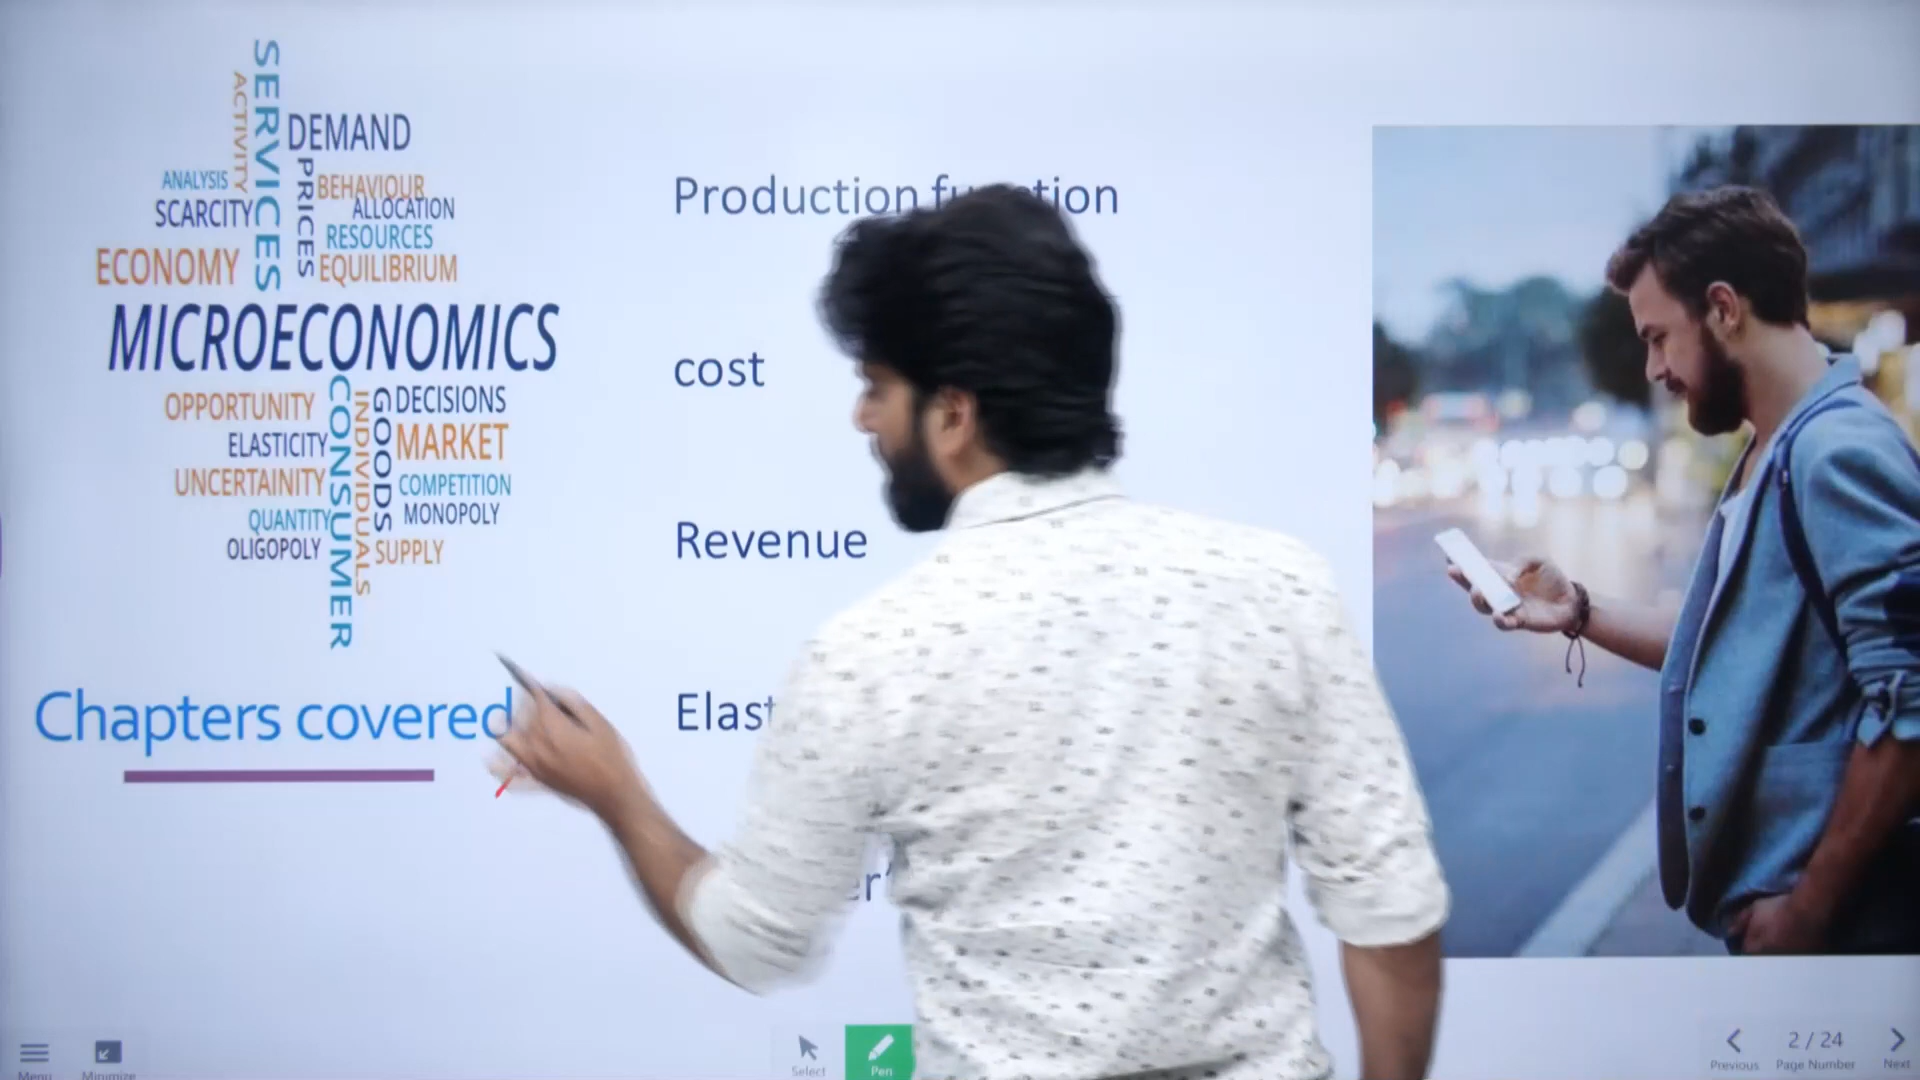 SERVICES
ACTIVITY
DEMAND
PRICES
ANALYSIS
BEHAVIOUR
SCARCITY
ALLOCATION
RESOURCES
ECONOMY
EQUILIBRIUM
MICROECONOMICS
OPPORTUNITY
CONSUMER
INDIVIDUALS
GOODS
DECISIONS
ELASTICITY
MARKET
UNCERTAINITY
COMPETITION
QUANTITY
MONOPOLY
OLIGOPOLY
SUPPLY
Chapters covered
Production
cost
Revenue
Menu
Minimize
Select
Pen
Previous
2 / 24
Page Number
Next